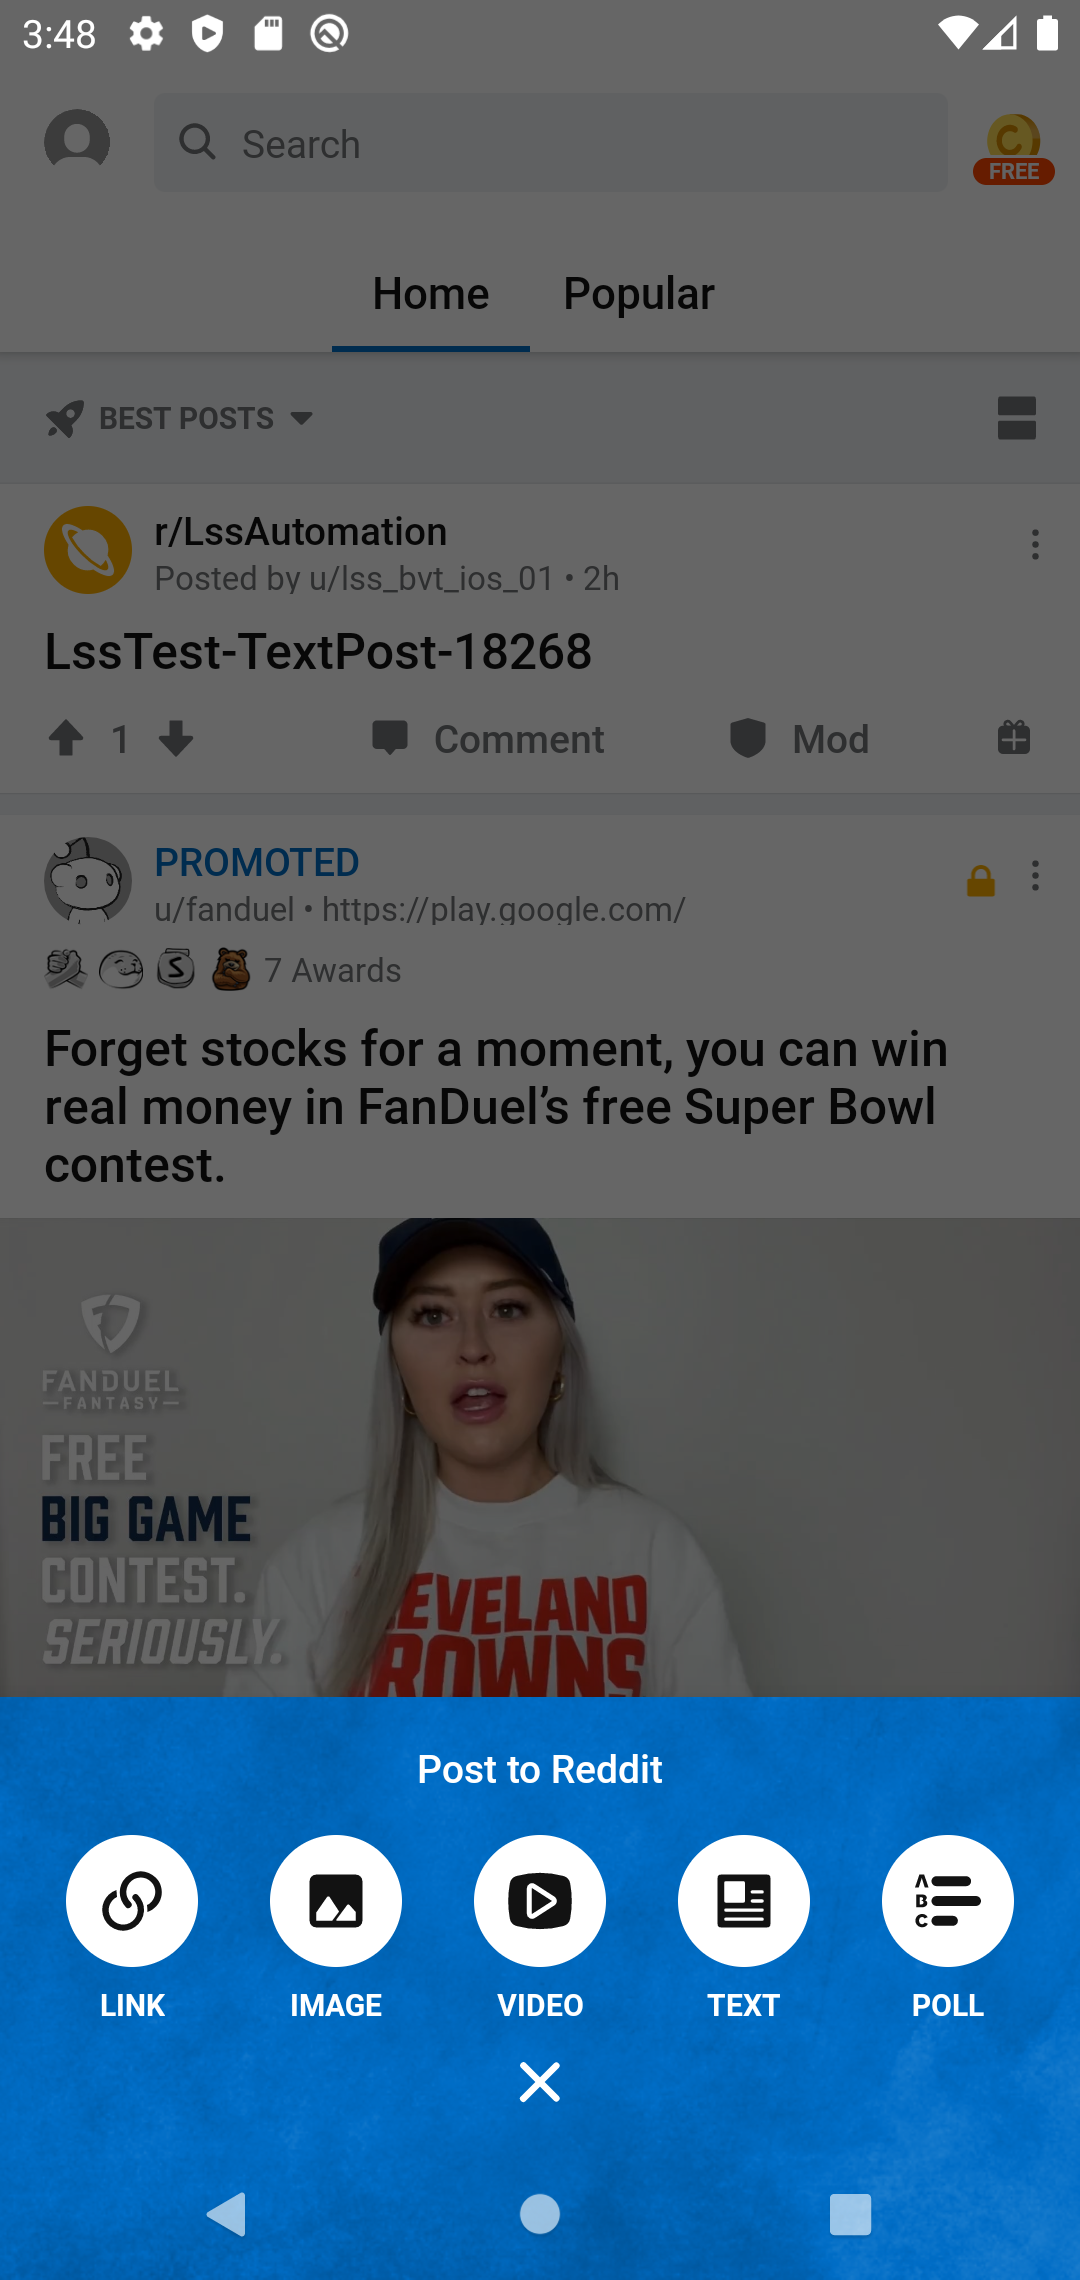 3:48
Search
FREE
Home
Popular
BEST POSTS
r/LssAutomation
Posted by u/lss_bvt_ios_01 • 2h
LssTest-TextPost-18268
1
Comment
Mod
PROMOTED
u/fanduel • https://play.google.com/
7 Awards
Forget stocks for a moment, you can win
real money in FanDuel’s free Super Bowl
contest.
FANDUEL
FANTASY
FREE
BIG GAME
CONTEST.
SERIOUSLY.
EVELAND
ROWNS
Post to Reddit
LINK
IMAGE
VIDEO
TEXT
POLL